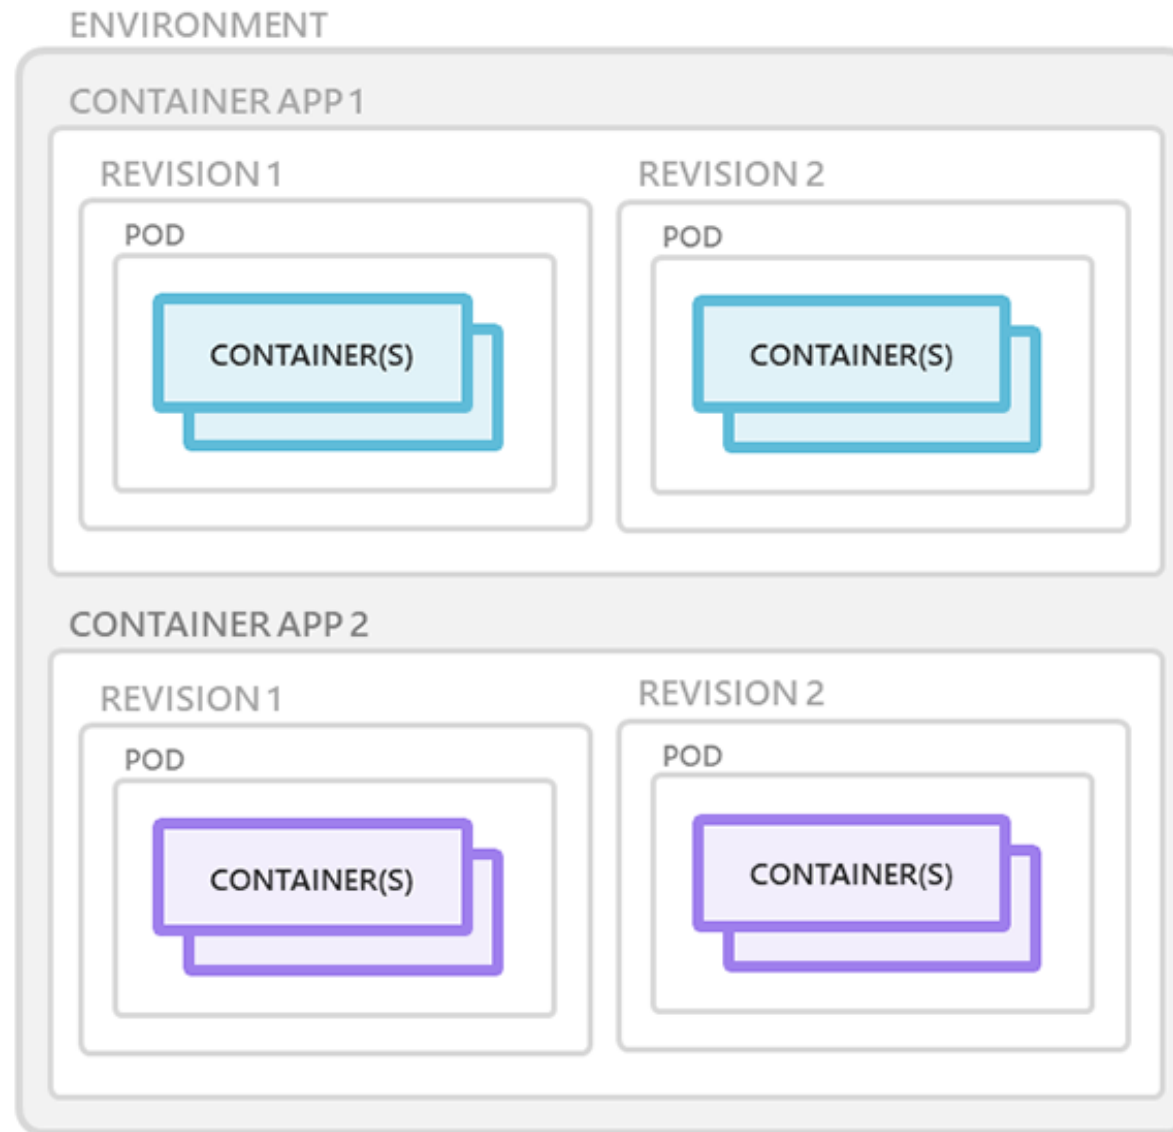 ENVIRONMENT
CONTAINER APP 1
REVISION 1
REVISION 2
POD
POD
CONTAINER(S)
CONTAINER(S)
CONTAINER APP 2
REVISION 1
REVISION 2
POD
POD
CONTAINER(S)
CONTAINER(S)